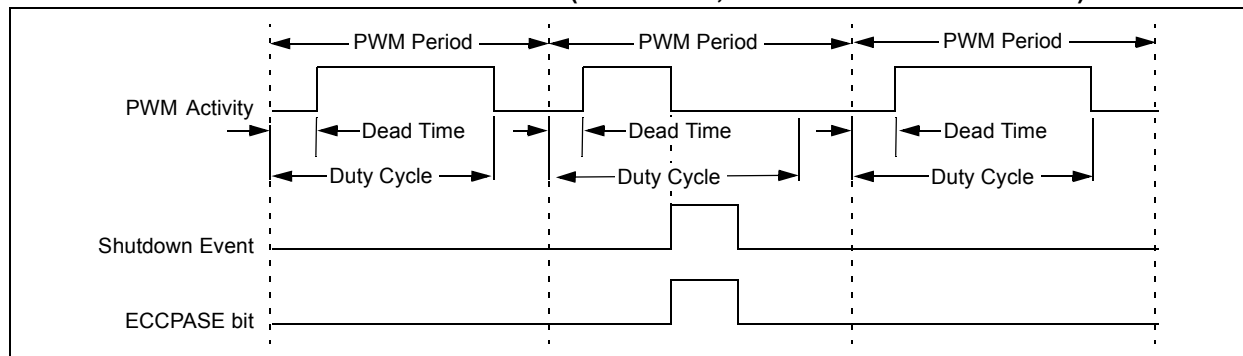 PWM Period PWM Period PWM Period
PWM Activity
Dead Time Dead Time Dead Time
Duty Cycle Duty Cycle Duty Cycle
Shutdown Event
ECCPASE bit